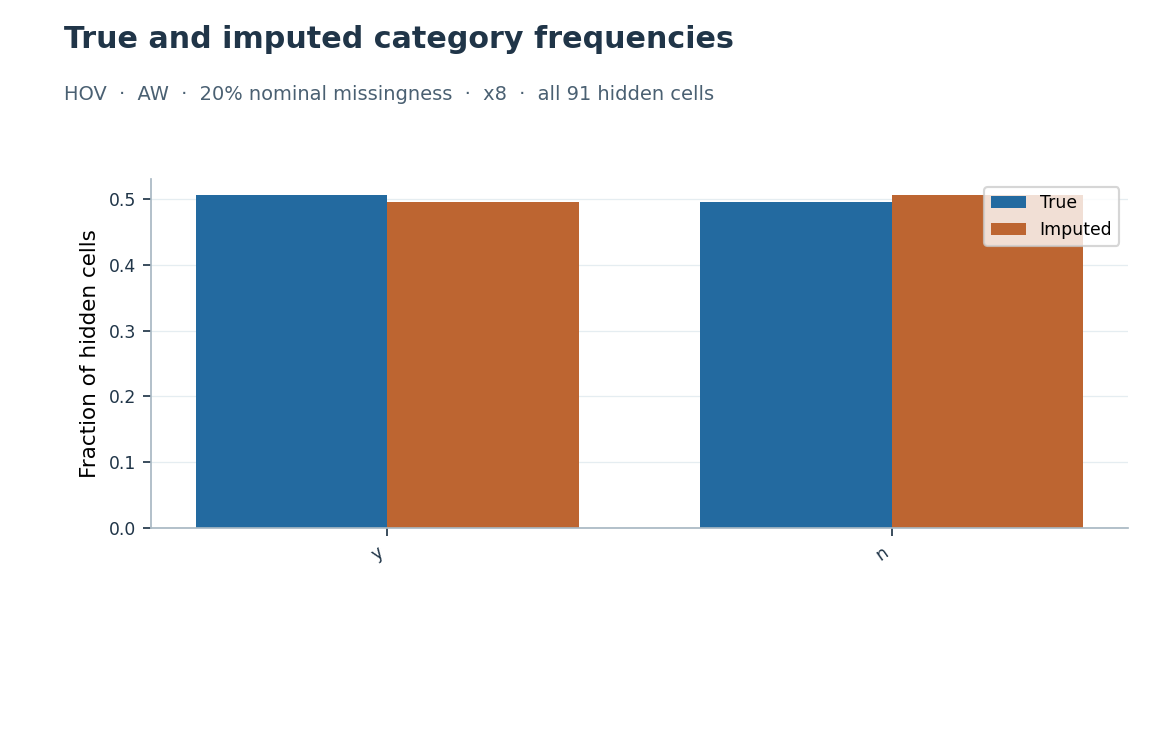 True and imputed category frequencies
HOV · AW · 20% nominal missingness · x8 · all 91 hidden cells
Fraction of hidden cells
0.5
0.4
0.3
0.2
0.1
0.0
True
Imputed
y
n